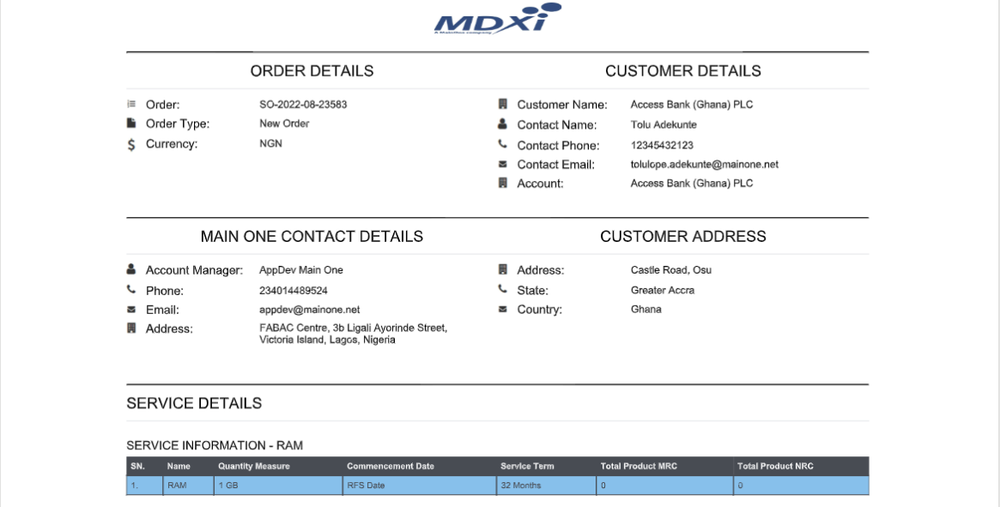 MDXi
A MainOne company
ORDER DETAILS
Order: SO-2022-08-23583
Order Type: New Order
Currency: NGN
CUSTOMER DETAILS
Customer Name: Access Bank (Ghana) PLC
Contact Name: Tolu Adekunte
Contact Phone: 12345432123
Contact Email: tolulope.adekunte@mainone.net
Account: Access Bank (Ghana) PLC
MAIN ONE CONTACT DETAILS
Account Manager: AppDev Main One
Phone: 234014489524
Email: appdev@mainone.net
Address: FABAC Centre, 3b Ligali Ayorinde Street,
Victoria Island, Lagos, Nigeria
CUSTOMER ADDRESS
Address: Castle Road, Osu
State: Greater Accra
Country: Ghana
SERVICE DETAILS
SERVICE INFORMATION - RAM
SN. Name Quantity Measure Commencement Date Service Term Total Product MRC Total Product NRC
1. RAM 1 GB RFS Date 32 Months 0 0